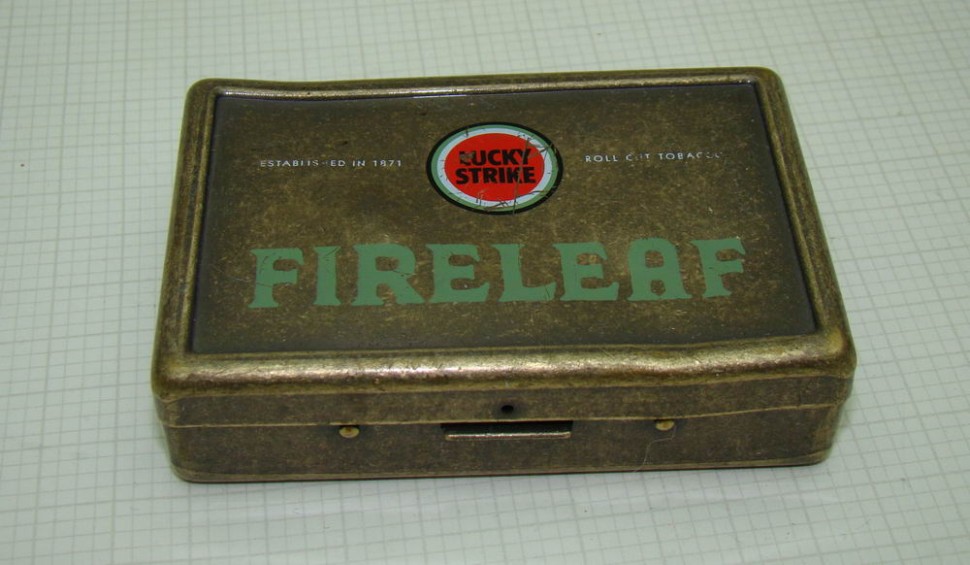 ESTABLISHED IN 1871
LUCKY
STRIKE
ROLL CUT TOBACCO
FIRELEAF